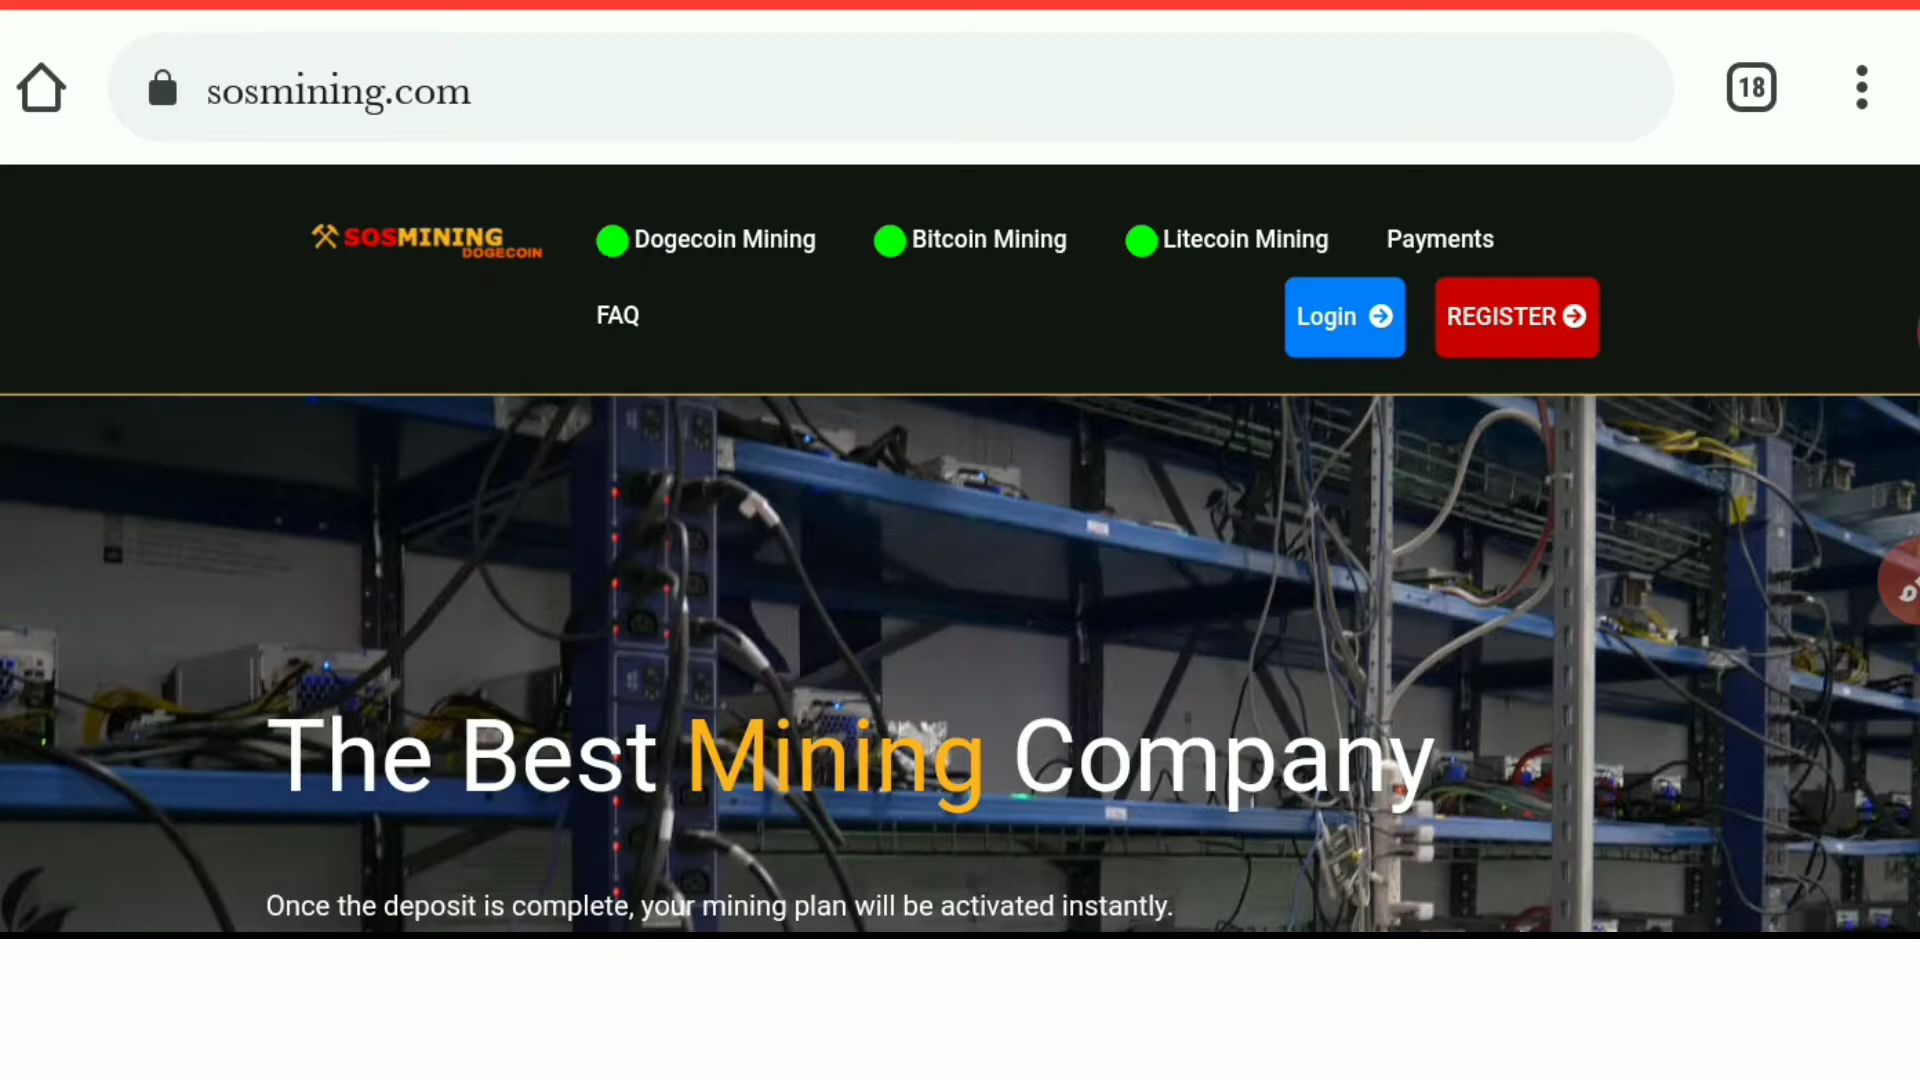 sosmining.com
18
SOSMINING
DOGECOIN
Dogecoin Mining
Bitcoin Mining
Litecoin Mining
Payments
FAQ
Login
REGISTER
The Best Mining Company
Once the deposit is complete, your mining plan will be activated instantly.